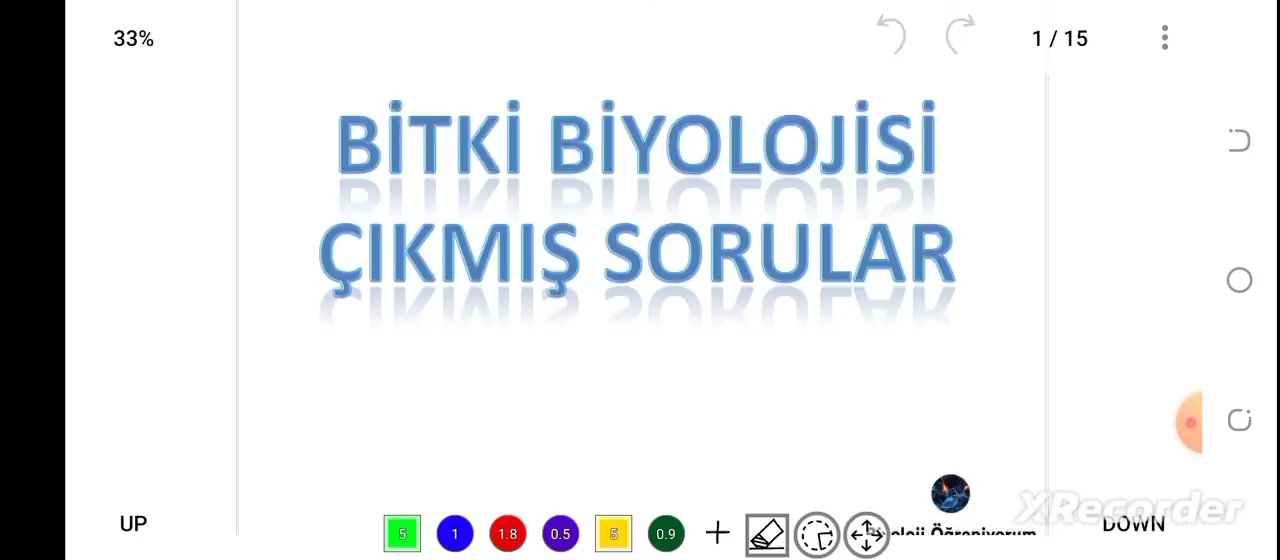 33%
1 / 15
BİTKİ BİYOLOJİSİ
ÇIKMIŞ SORULAR
UP
5
1
1.8
0.5
5
0.9
Öğreniyorum
XRecorder
DOWN